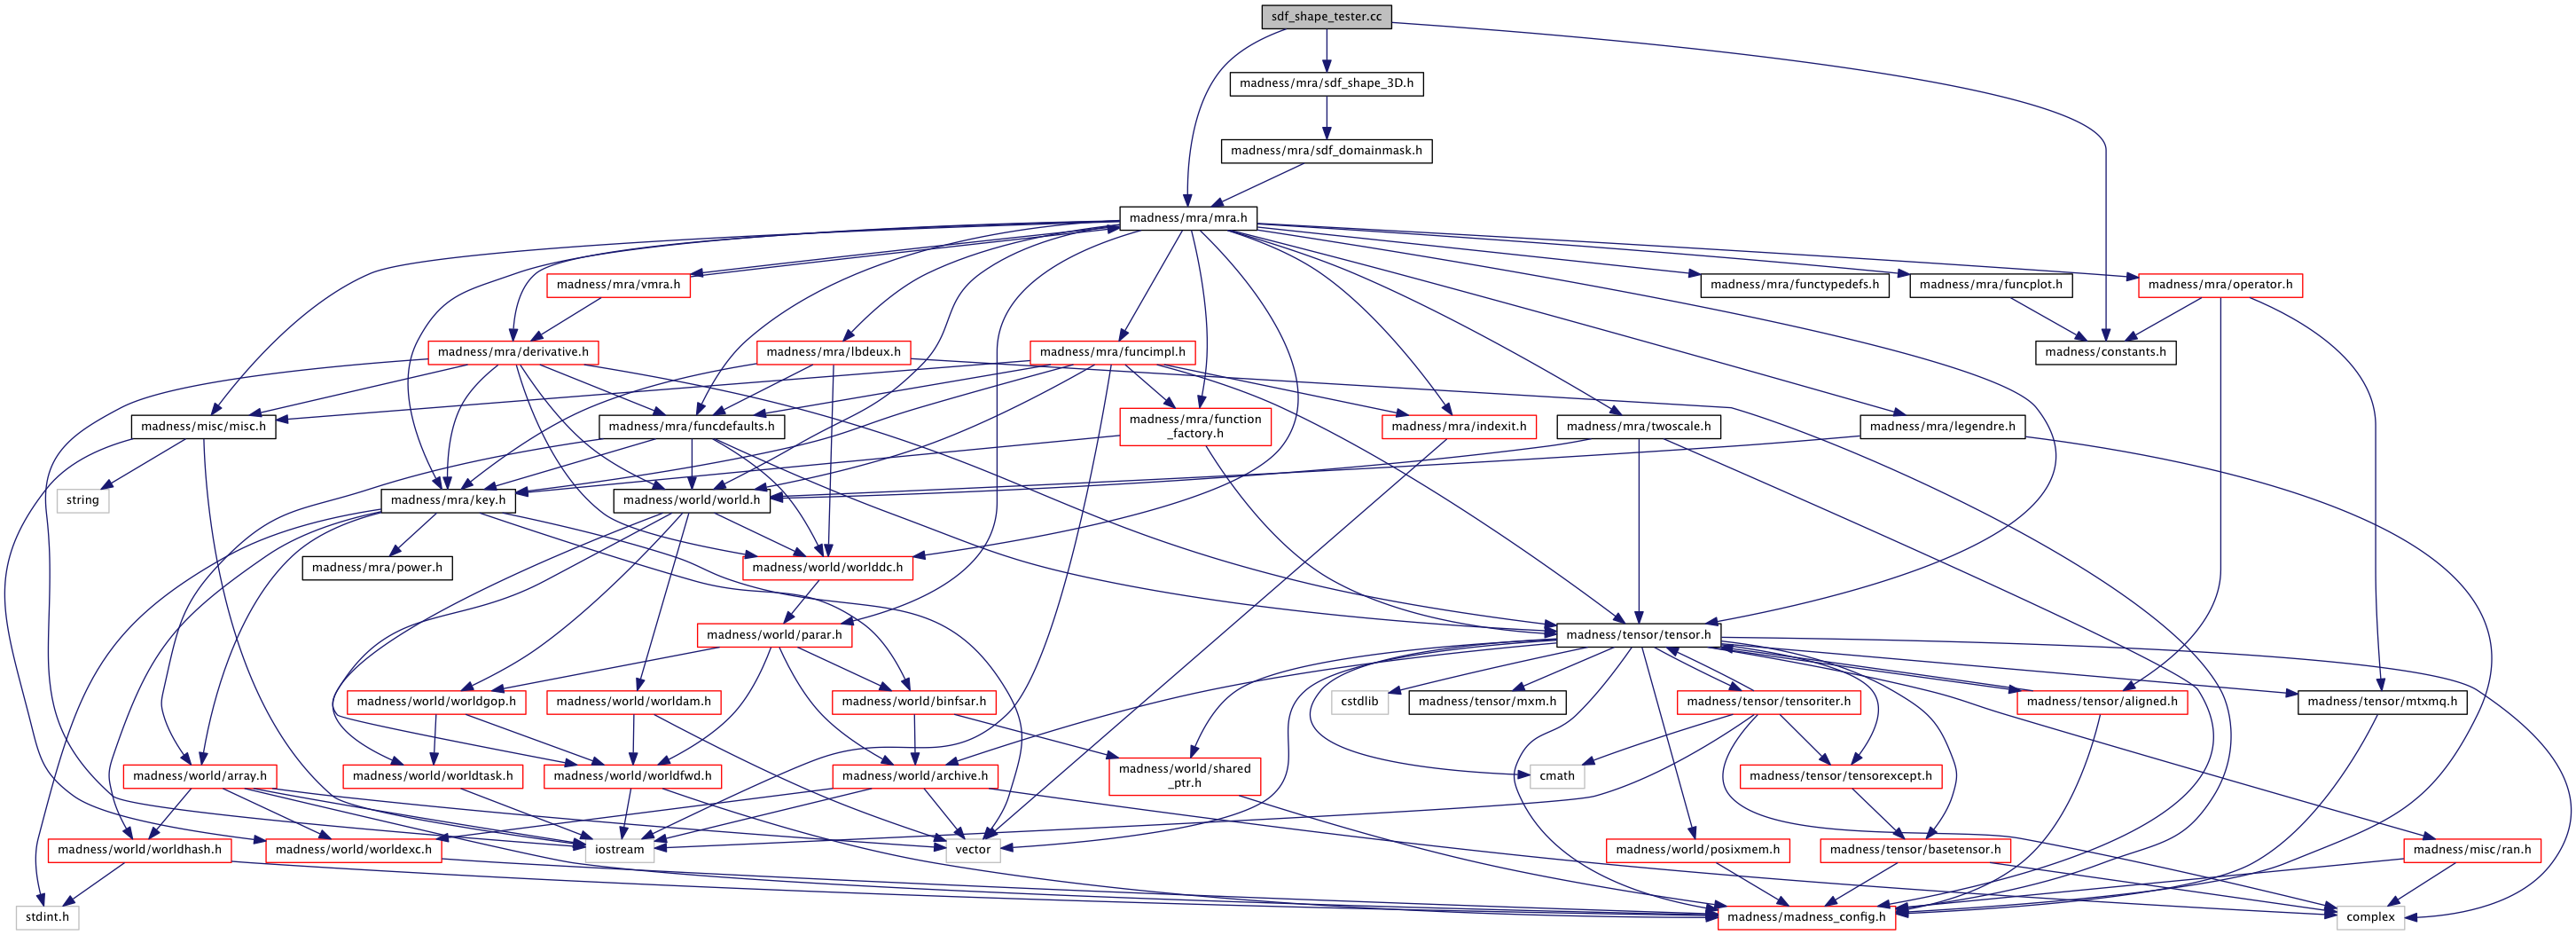 sdf_shape_tester.cc
madness/mra/sdf_shape_3D.h
madness/mra/sdf_domainmask.h
madness/mra/mra.h
madness/mra/vmra.h
madness/mra/functypedefs.h
madness/mra/funcplot.h
madness/mra/operator.h
madness/mra/derivative.h
madness/mra/lbdeux.h
madness/mra/funcimpl.h
madness/constants.h
madness/misc/misc.h
madness/mra/funcdefaults.h
madness/mra/function
_factory.h
madness/mra/indexit.h
madness/mra/twoscale.h
madness/mra/legendre.h
string
madness/mra/key.h
madness/world/world.h
madness/mra/power.h
madness/world/worlddc.h
madness/world/parar.h
madness/tensor/tensor.h
madness/world/worldgop.h
madness/world/worldam.h
madness/world/binfsar.h
cstdlib
madness/tensor/mxm.h
madness/tensor/tensoriter.h
madness/tensor/aligned.h
madness/tensor/mtxmq.h
madness/world/array.h
madness/world/worldtask.h
madness/world/worldfwd.h
madness/world/archive.h
madness/world/shared
_ptr.h
cmath
madness/tensor/tensorexcept.h
madness/world/worldhash.h
madness/world/worldexc.h
iostream
vector
madness/world/posixmem.h
madness/tensor/basetensor.h
madness/misc/ran.h
stdint.h
madness/madness_config.h
complex